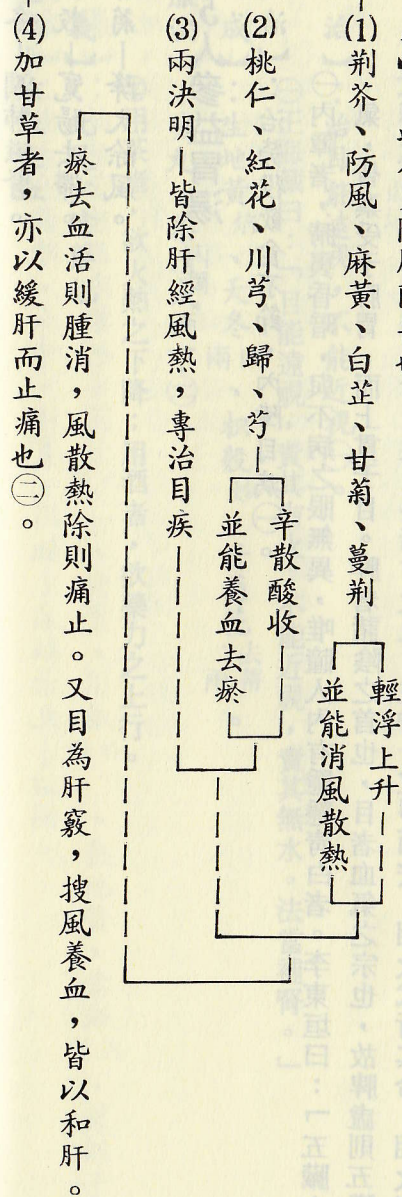 (1)荆芥、防風、麻黃、白芷、甘菊、蔓荆
輕浮上升
並能消風散熱
(2)桃仁、紅花、川芎、歸、芍
辛散酸收
並能養血去瘀
(3)兩決明—皆除肝經風熱，專治目疾
瘀去血活則腫消，風散熱除則痛止。又目為肝竅，搜風養血，皆以和肝。
(4)加甘草者，亦以緩肝而止痛也㊁。